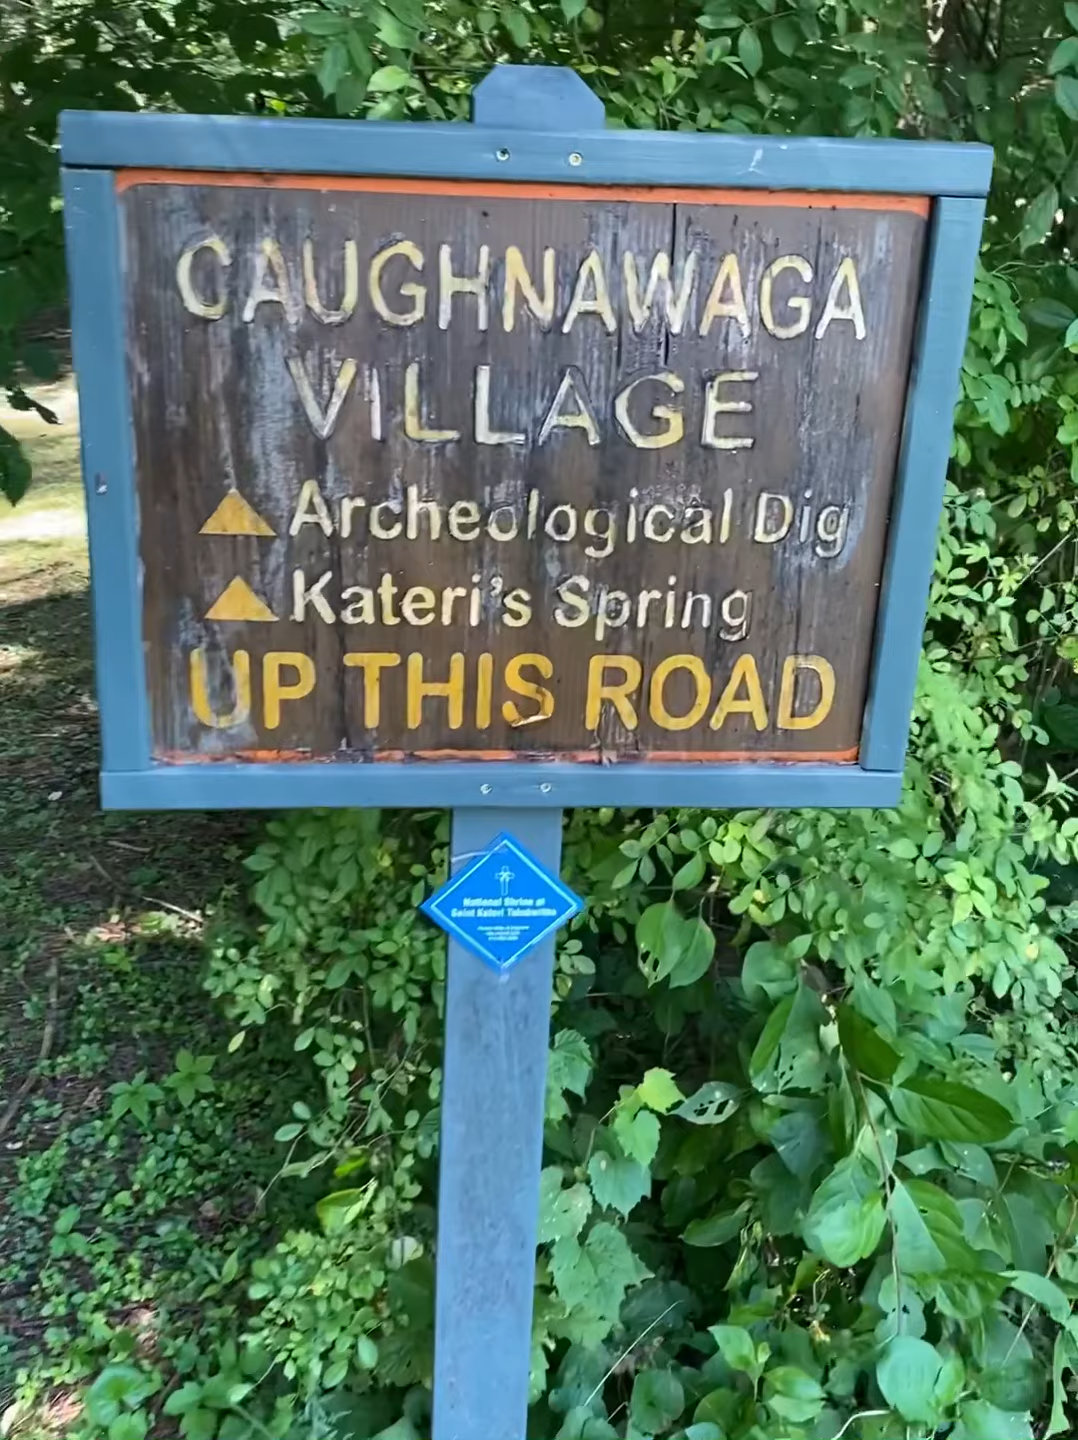 CAUGHNAWAGA
VILLAGE
Archeological Dig
Kateri's Spring
UP THIS ROAD
National Shrine of
Saint Kateri Tekakwitha